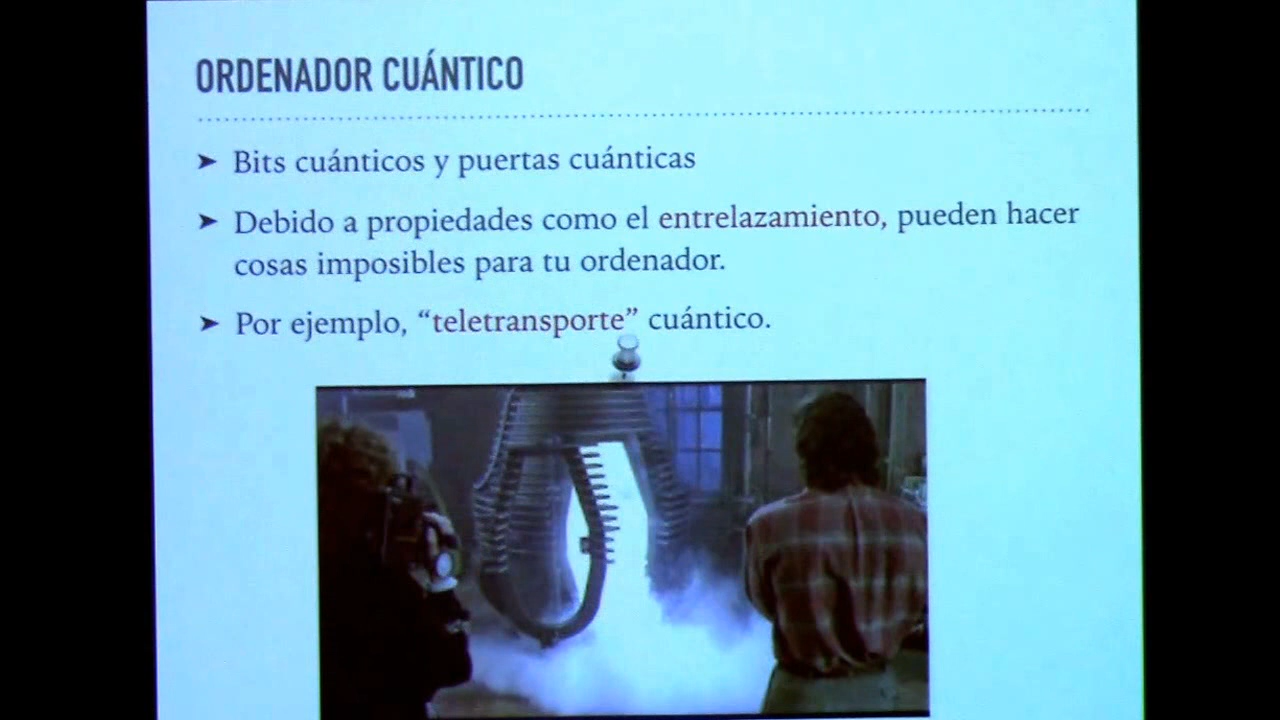 ORDENADOR CUÁNTICO
➤ Bits cuánticos y puertas cuánticas
➤ Debido a propiedades como el entrelazamiento, pueden hacer
cosas imposibles para tu ordenador.
➤ Por ejemplo, “teletransporte” cuántico.